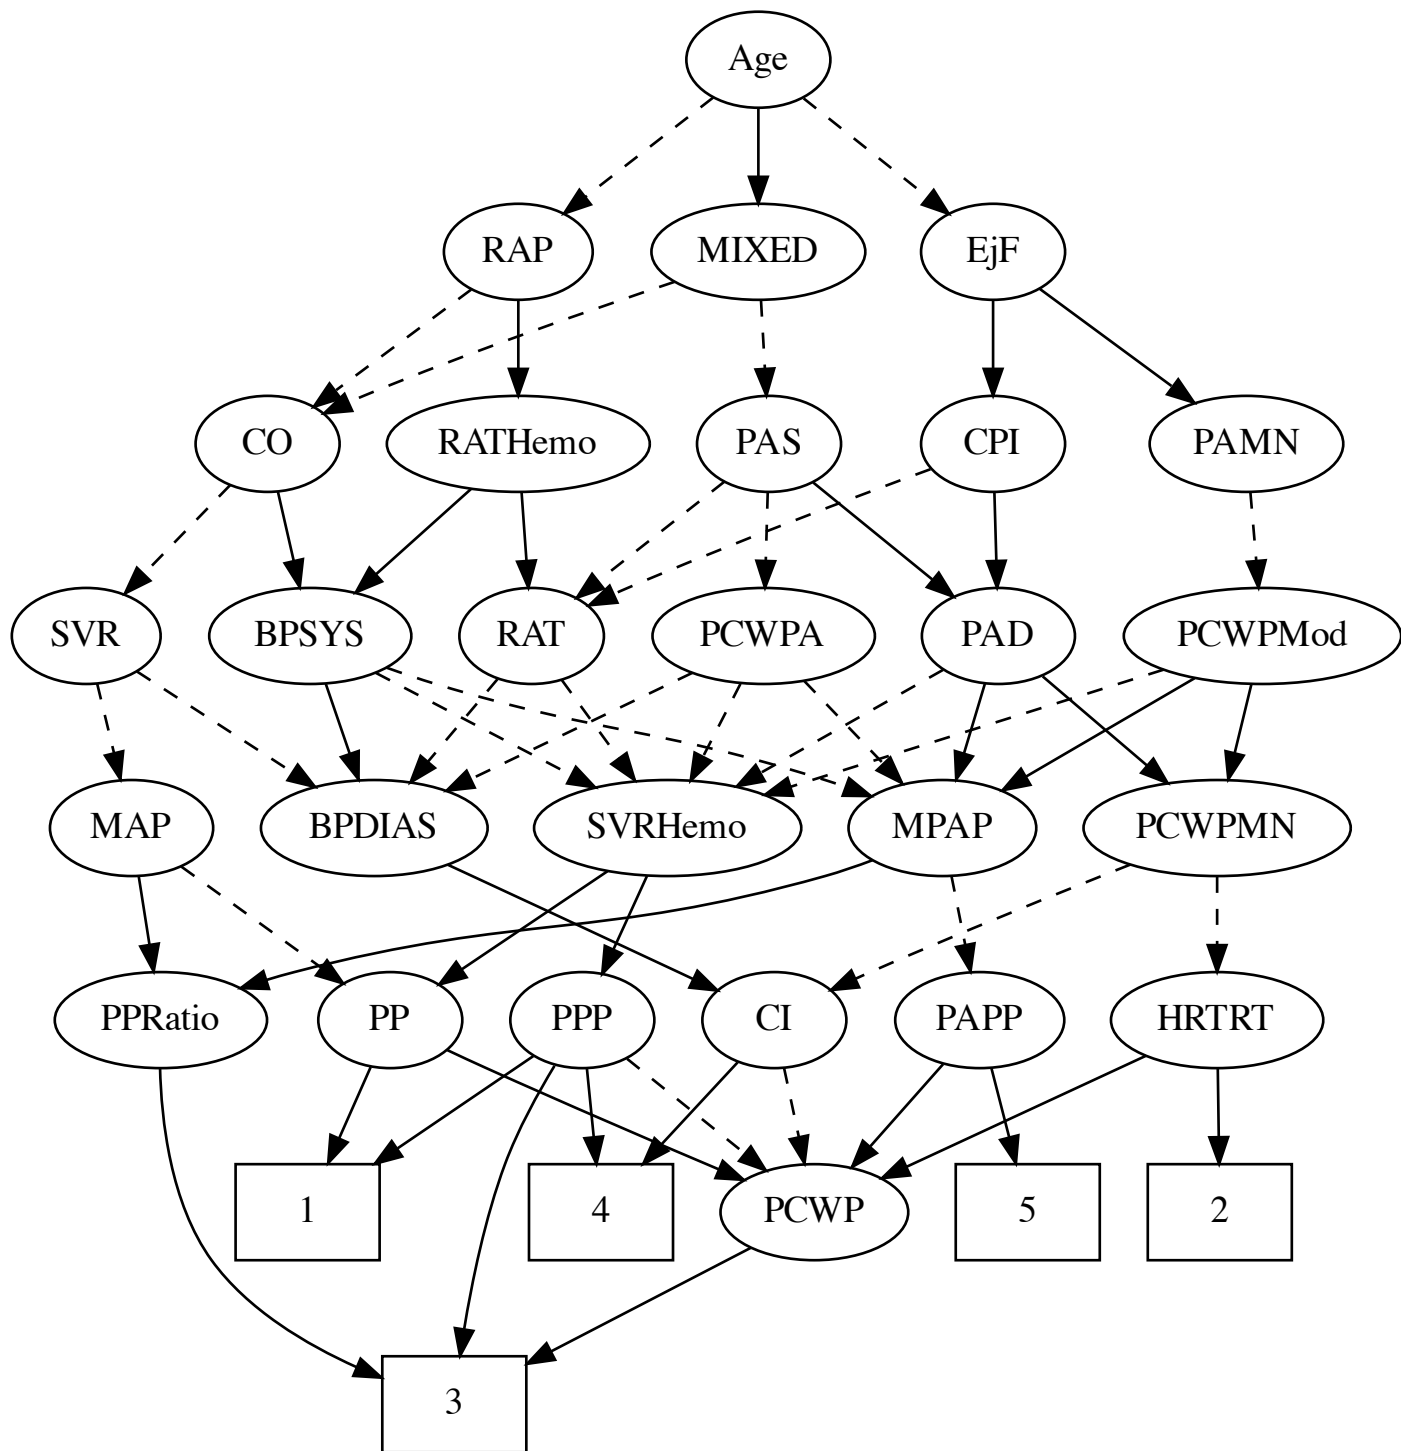 Age
RAP
MIXED
EjF
CO
RATHemo
PAS
CPI
PAMN
SVR
BPSYS
RAT
PCWPA
PAD
PCWPMod
MAP
BPDIAS
SVRHemo
MPAP
PCWPMN
PPRatio
PP
PPP
CI
PAPP
HRTRT
1
4
PCWP
5
2
3